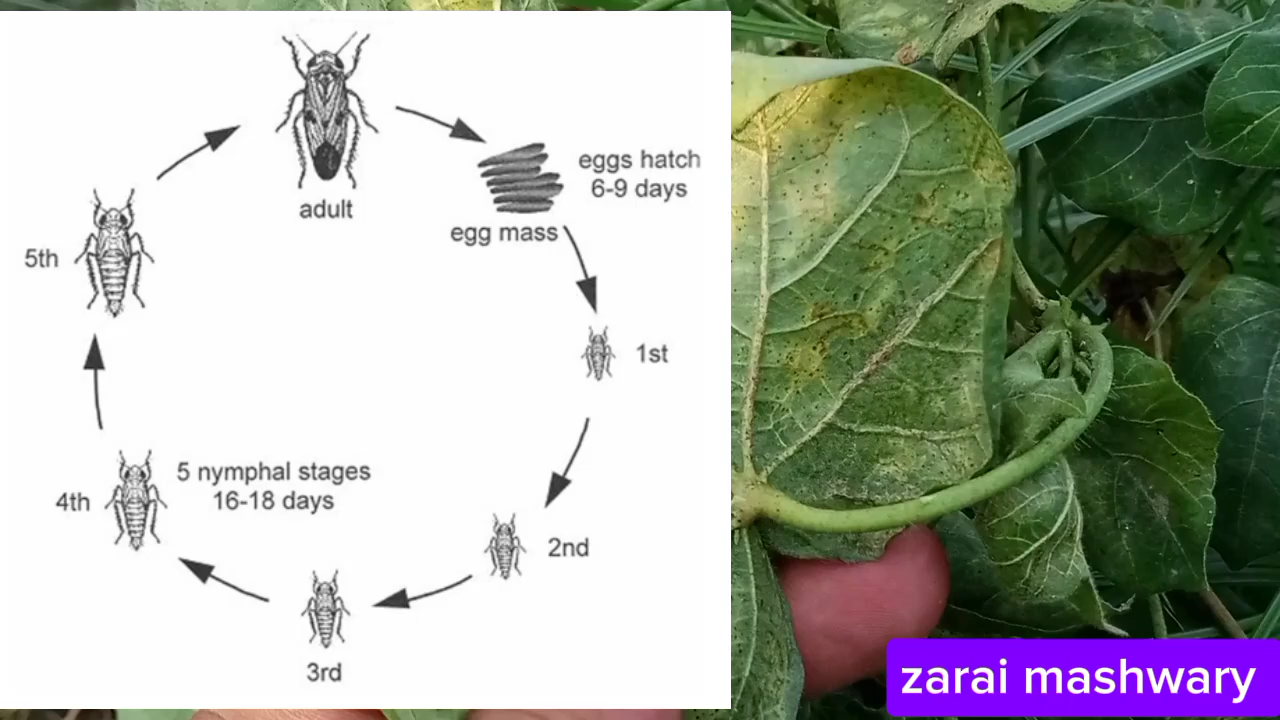 adult
eggs hatch
6-9 days
egg mass
1st
2nd
3rd
5 nymphal stages
16-18 days
4th
5th
zarai mashwary